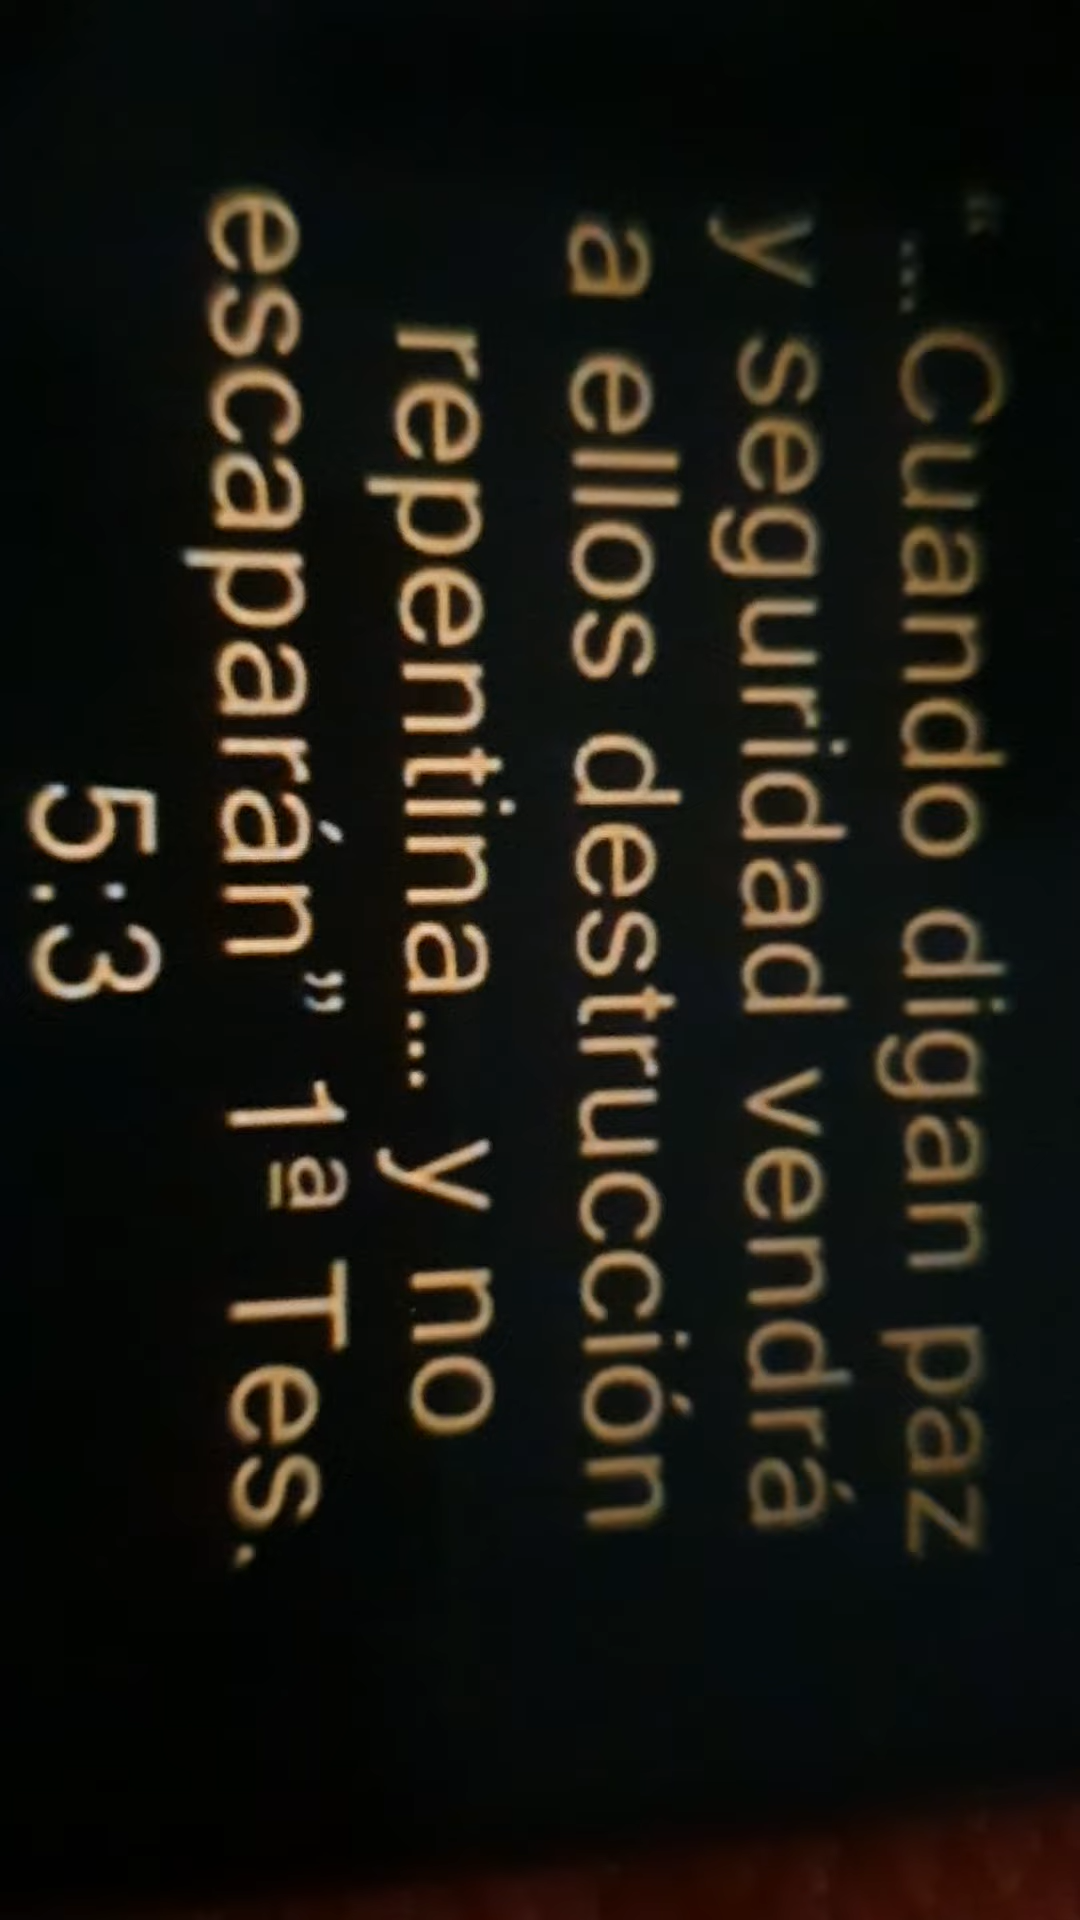 “...Cuando digan paz
y seguridad vendrá
a ellos destrucción
repentina... y no
escaparán” 1ª Tes.
5:3